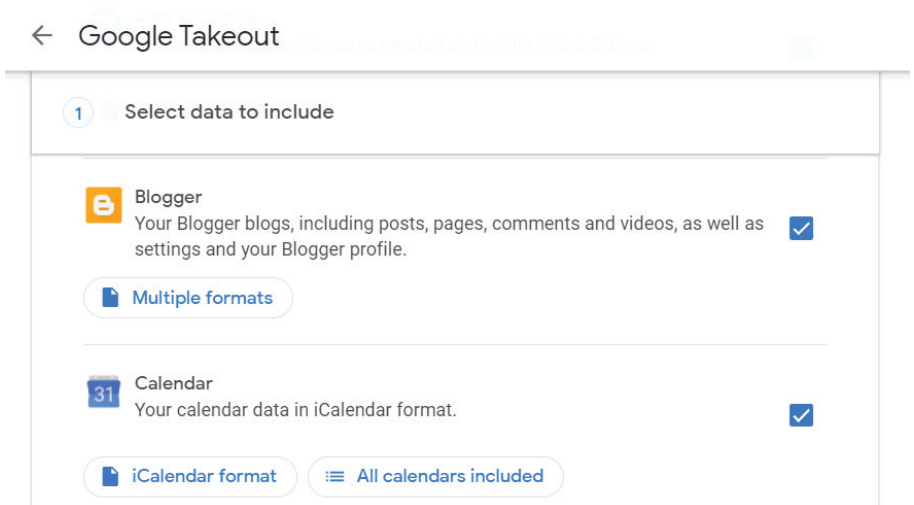 Google Takeout
1 Select data to include
Blogger
Your Blogger blogs, including posts, pages, comments and videos, as well as
settings and your Blogger profile.
Multiple formats
31
Calendar
Your calendar data in iCalendar format.
iCalendar format
All calendars included